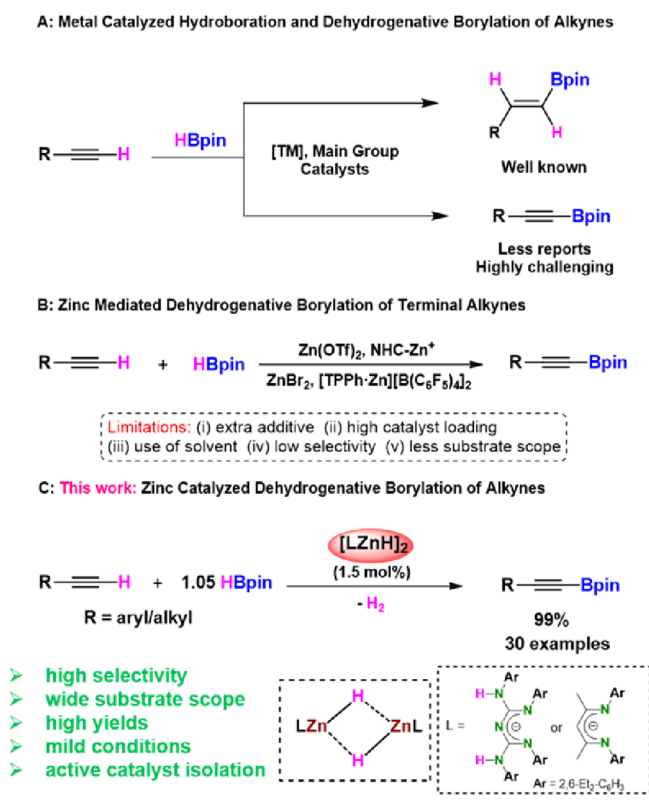 A: Metal Catalyzed Hydroboration and Dehydrogenative Borylation of Alkynes
H Bpin
R H
R H
HBpin
[TM], Main Group
Catalysts
Well known
R Bpin
Less reports
Highly challenging
B: Zinc Mediated Dehydrogenative Borylation of Terminal Alkynes
R H + HBpin
Zn(OTf)2, NHC-Zn+
ZnBr2, [TPPh·Zn][B(C6F5)4]2
R Bpin
Limitations: (i) extra additive (ii) high catalyst loading
(iii) use of solvent (iv) low selectivity (v) less substrate scope
C: This work: Zinc Catalyzed Dehydrogenative Borylation of Alkynes
[LZnH]2
(1.5 mol%)
R H + 1.05 HBpin
- H2
R Bpin
R = aryl/alkyl
99%
30 examples
➢ high selectivity
➢ wide substrate scope
➢ high yields
➢ mild conditions
➢ active catalyst isolation
H
LZn ZnL
H
L =
Ar
H-N Ar
N
N ⊖
N
H-N Ar
Ar
or
Ar
N
⊖
N
Ar
Ar = 2,6-Et2-C6H3